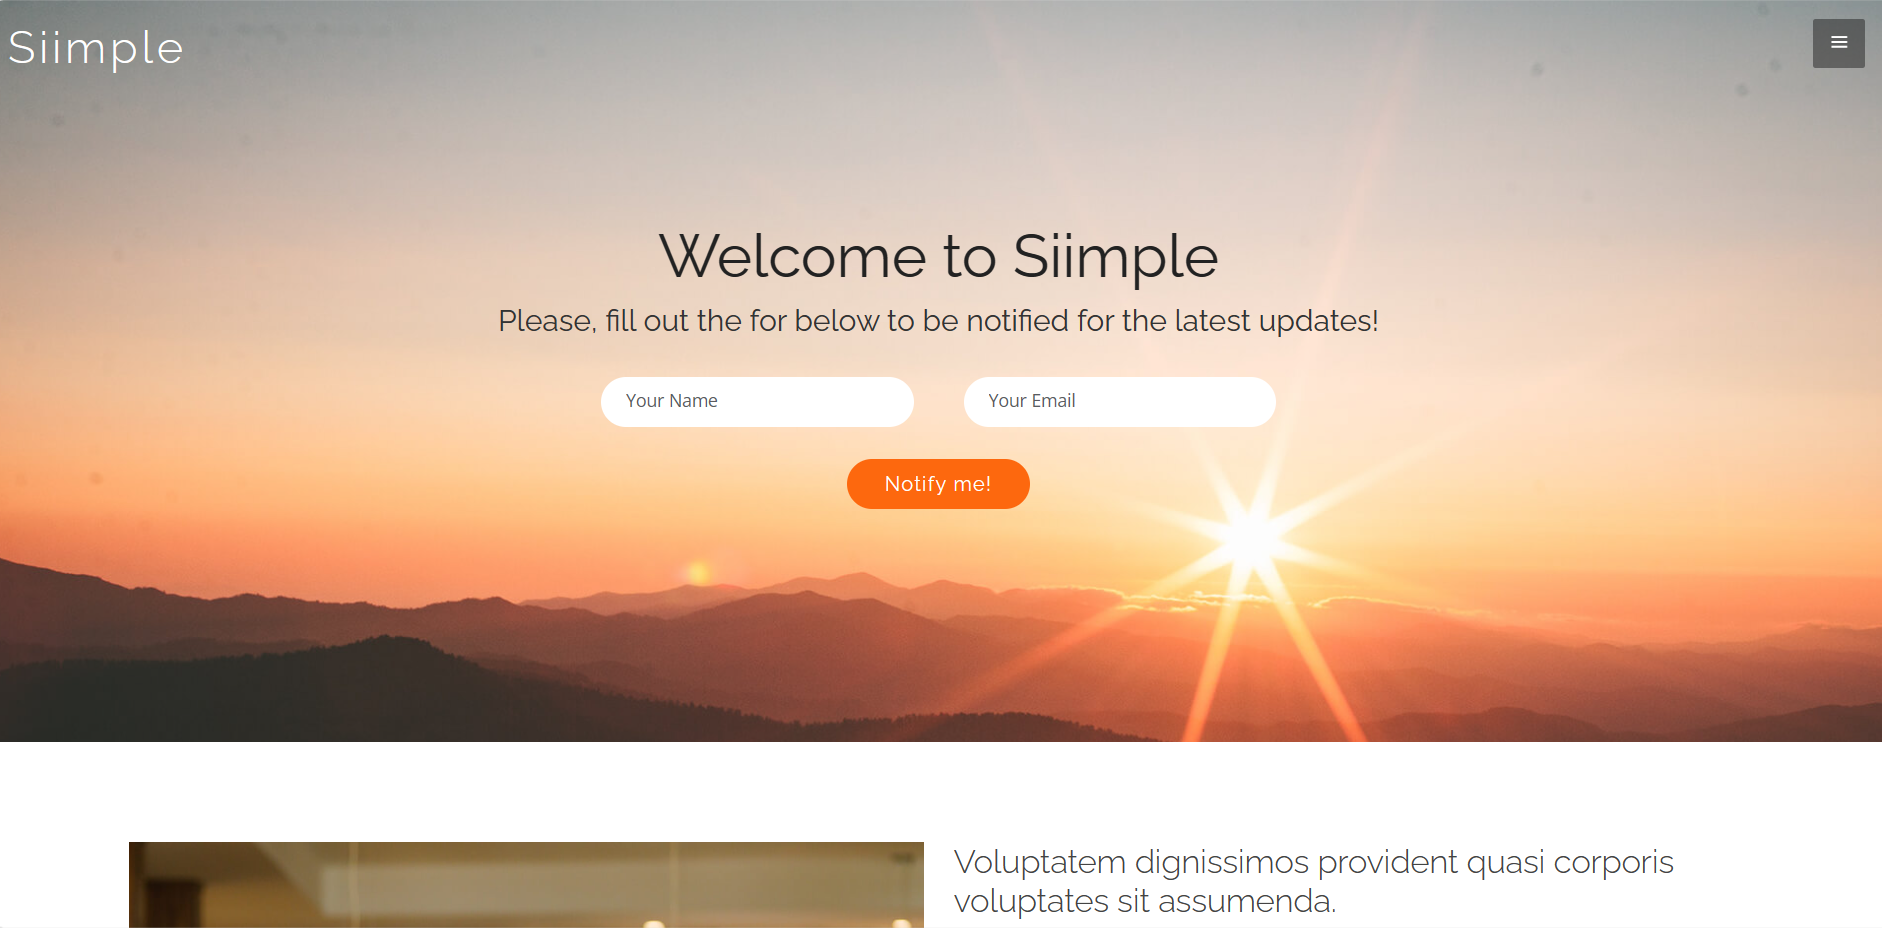 Siimple
Welcome to Siimple
Please, fill out the for below to be notified for the latest updates!
Your Name
Your Email
Notify me!
Voluptatem dignissimos provident quasi corporis
voluptates sit assumenda.